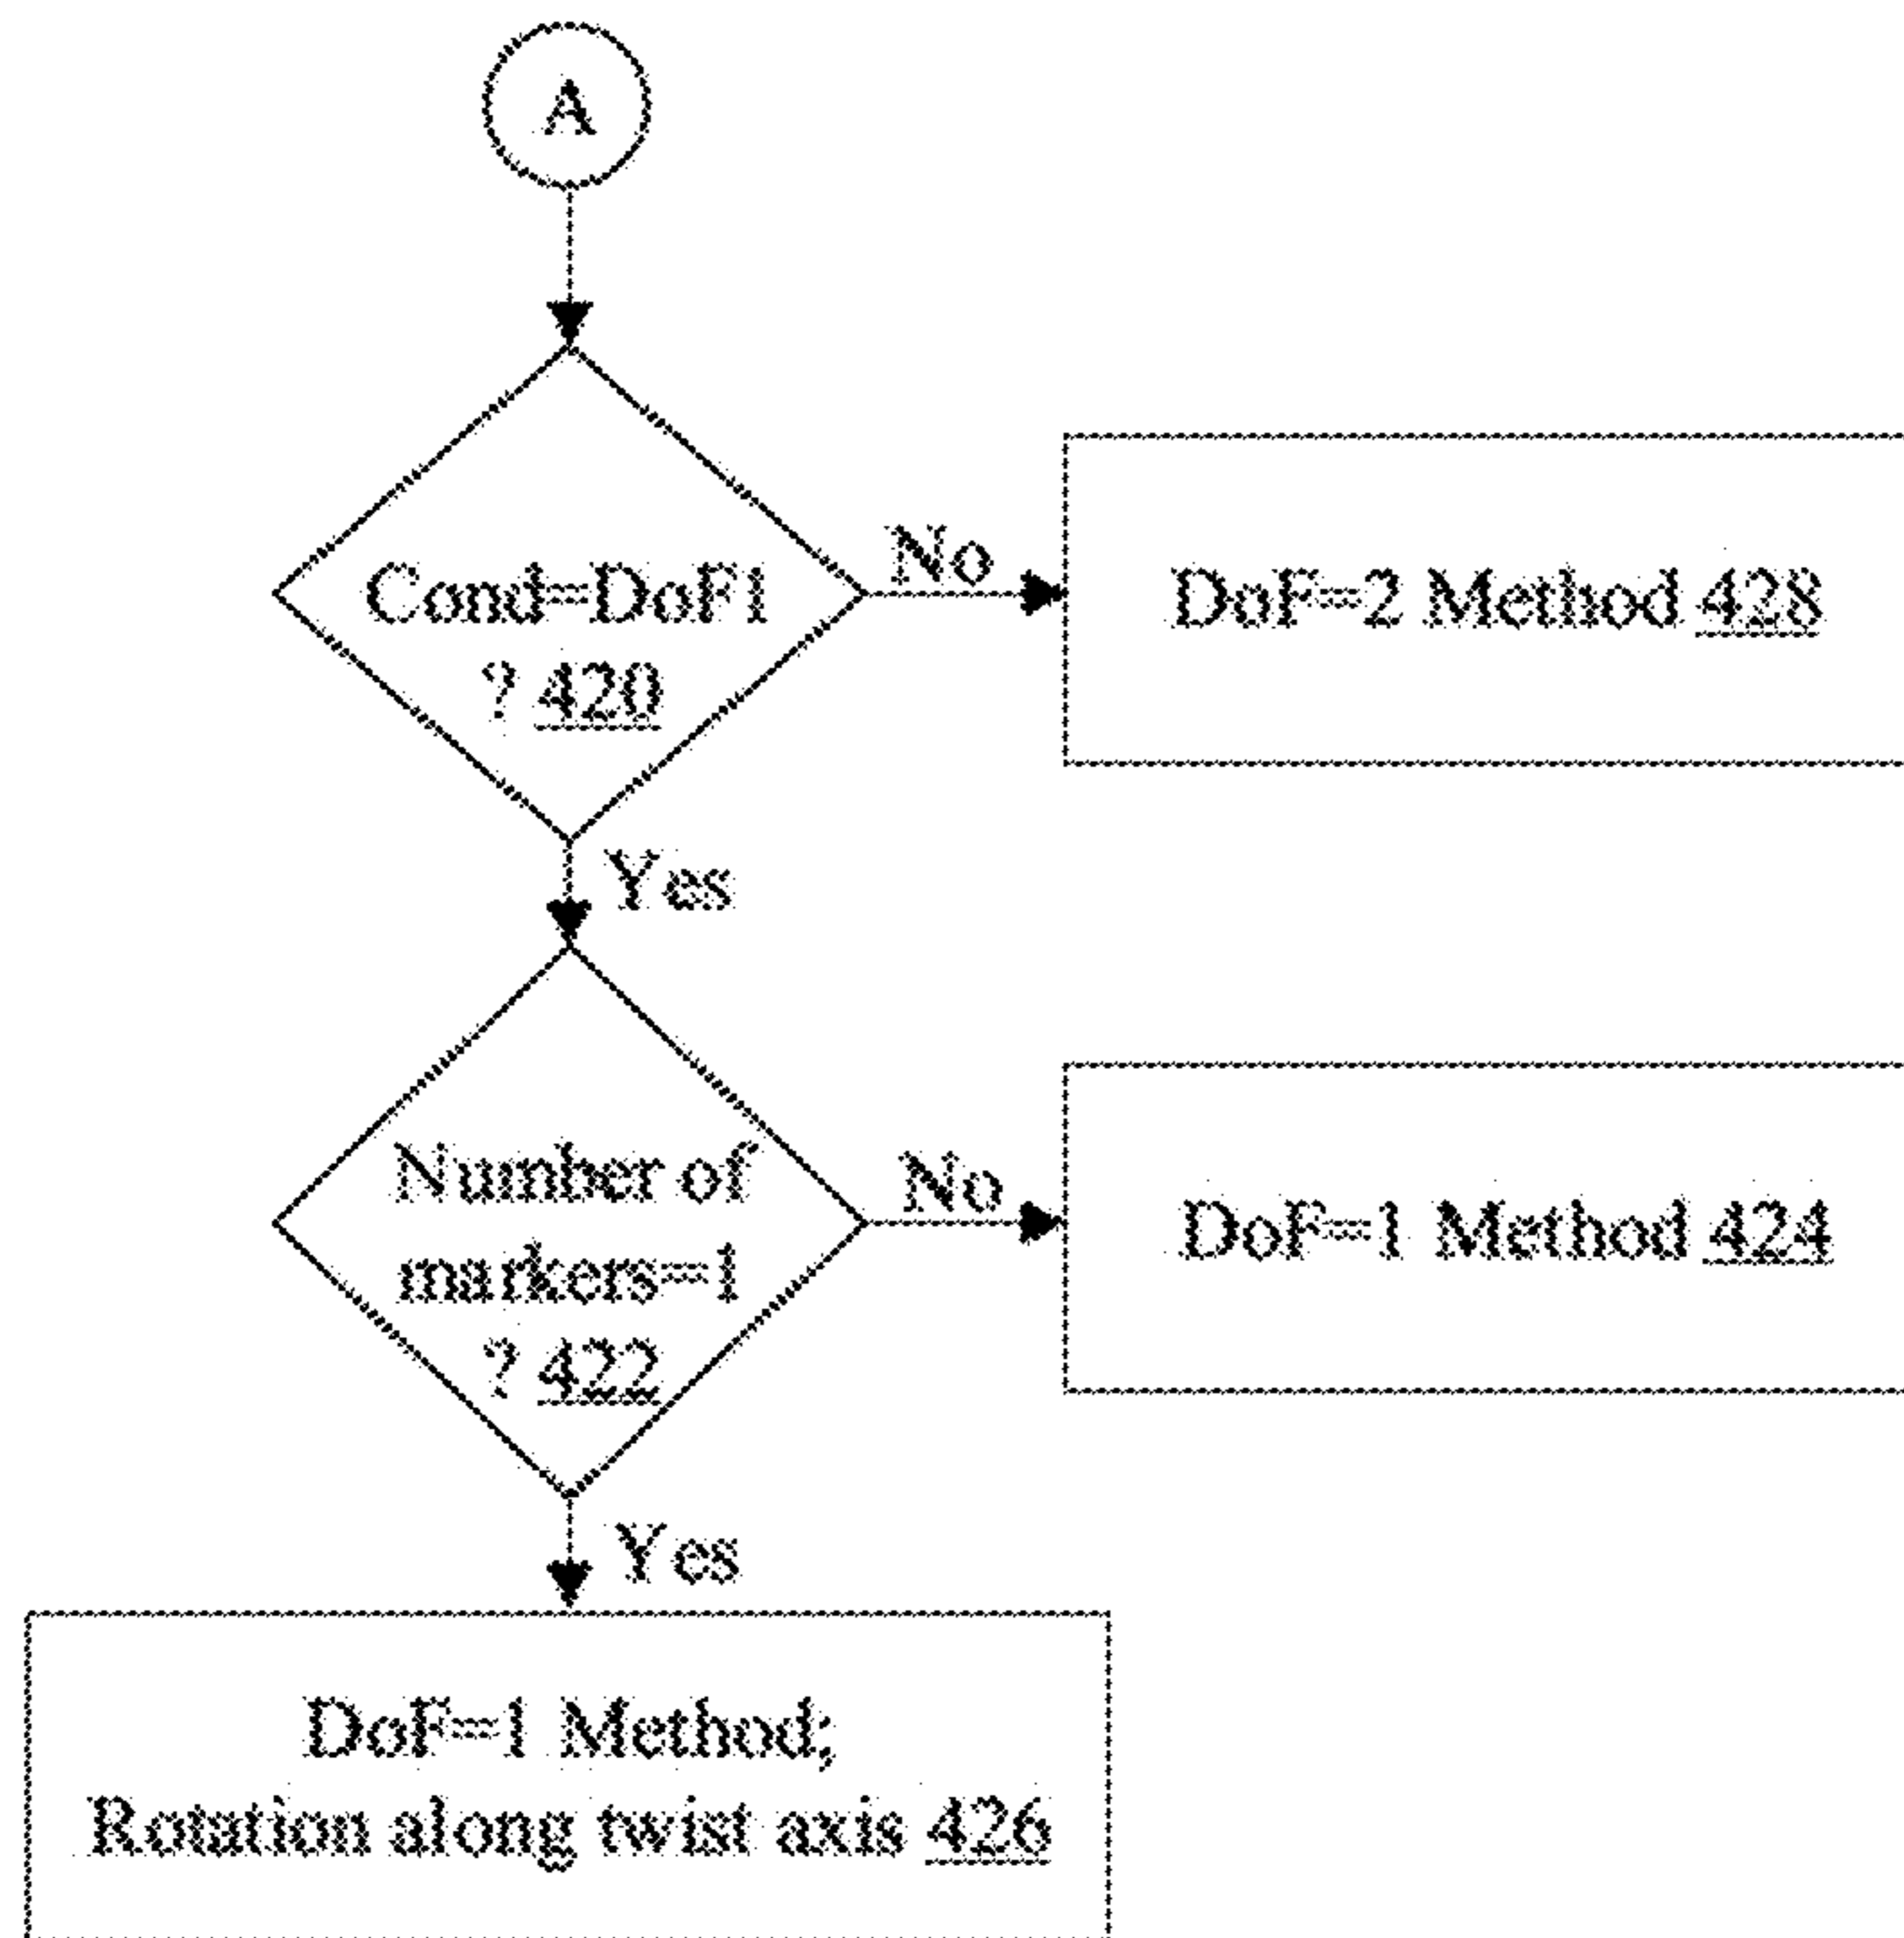 A
Cond=DoF1
? 420
No
DoF=2 Method 428
Yes
Number of
markers=1
? 422
No
DoF=1 Method 424
Yes
DoF=1 Method;
Rotation along twist axis 426